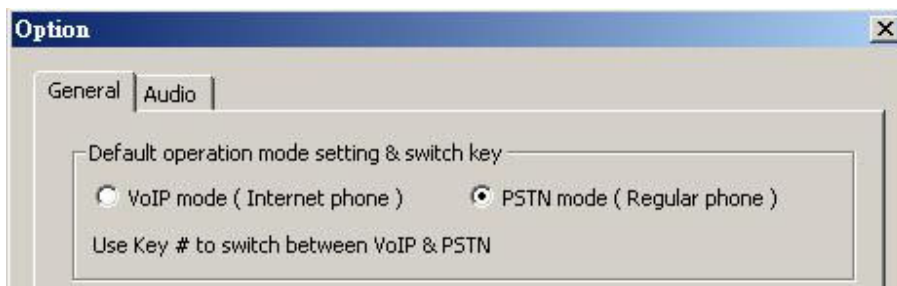 Option
General Audio
Default operation mode setting & switch key
VoIP mode ( Internet phone ) PSTN mode ( Regular phone )
Use Key # to switch between VoIP & PSTN